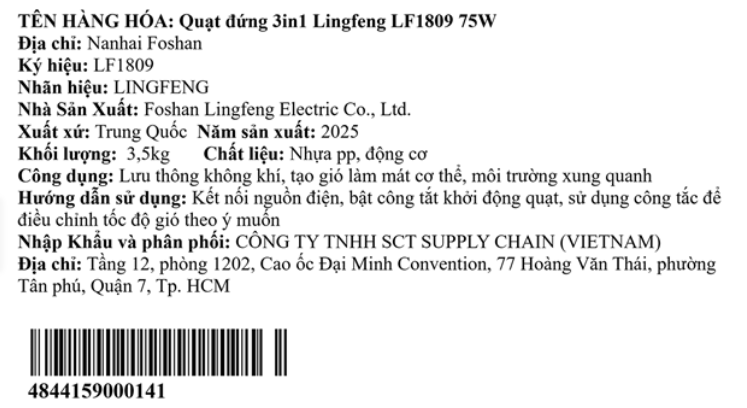 TÊN HÀNG HÓA: Quạt đứng 3in1 Lingfeng LF1809 75W
Địa chỉ: Nanhai Foshan
Ký hiệu: LF1809
Nhãn hiệu: LINGFENG
Nhà Sản Xuất: Foshan Lingfeng Electric Co., Ltd.
Xuất xứ: Trung Quốc Năm sản xuất: 2025
Khối lượng: 3,5kg Chất liệu: Nhựa pp, động cơ
Công dụng: Lưu thông không khí, tạo gió làm mát cơ thể, môi trường xung quanh
Hướng dẫn sử dụng: Kết nối nguồn điện, bật công tắt khởi động quạt, sử dụng công tắc để
điều chỉnh tốc độ gió theo ý muốn
Nhập Khẩu và phân phối: CÔNG TY TNHH SCT SUPPLY CHAIN (VIETNAM)
Địa chỉ: Tầng 12, phòng 1202, Cao ốc Đại Minh Convention, 77 Hoàng Văn Thái, phường
Tân phú, Quận 7, Tp. HCM
4844159000141